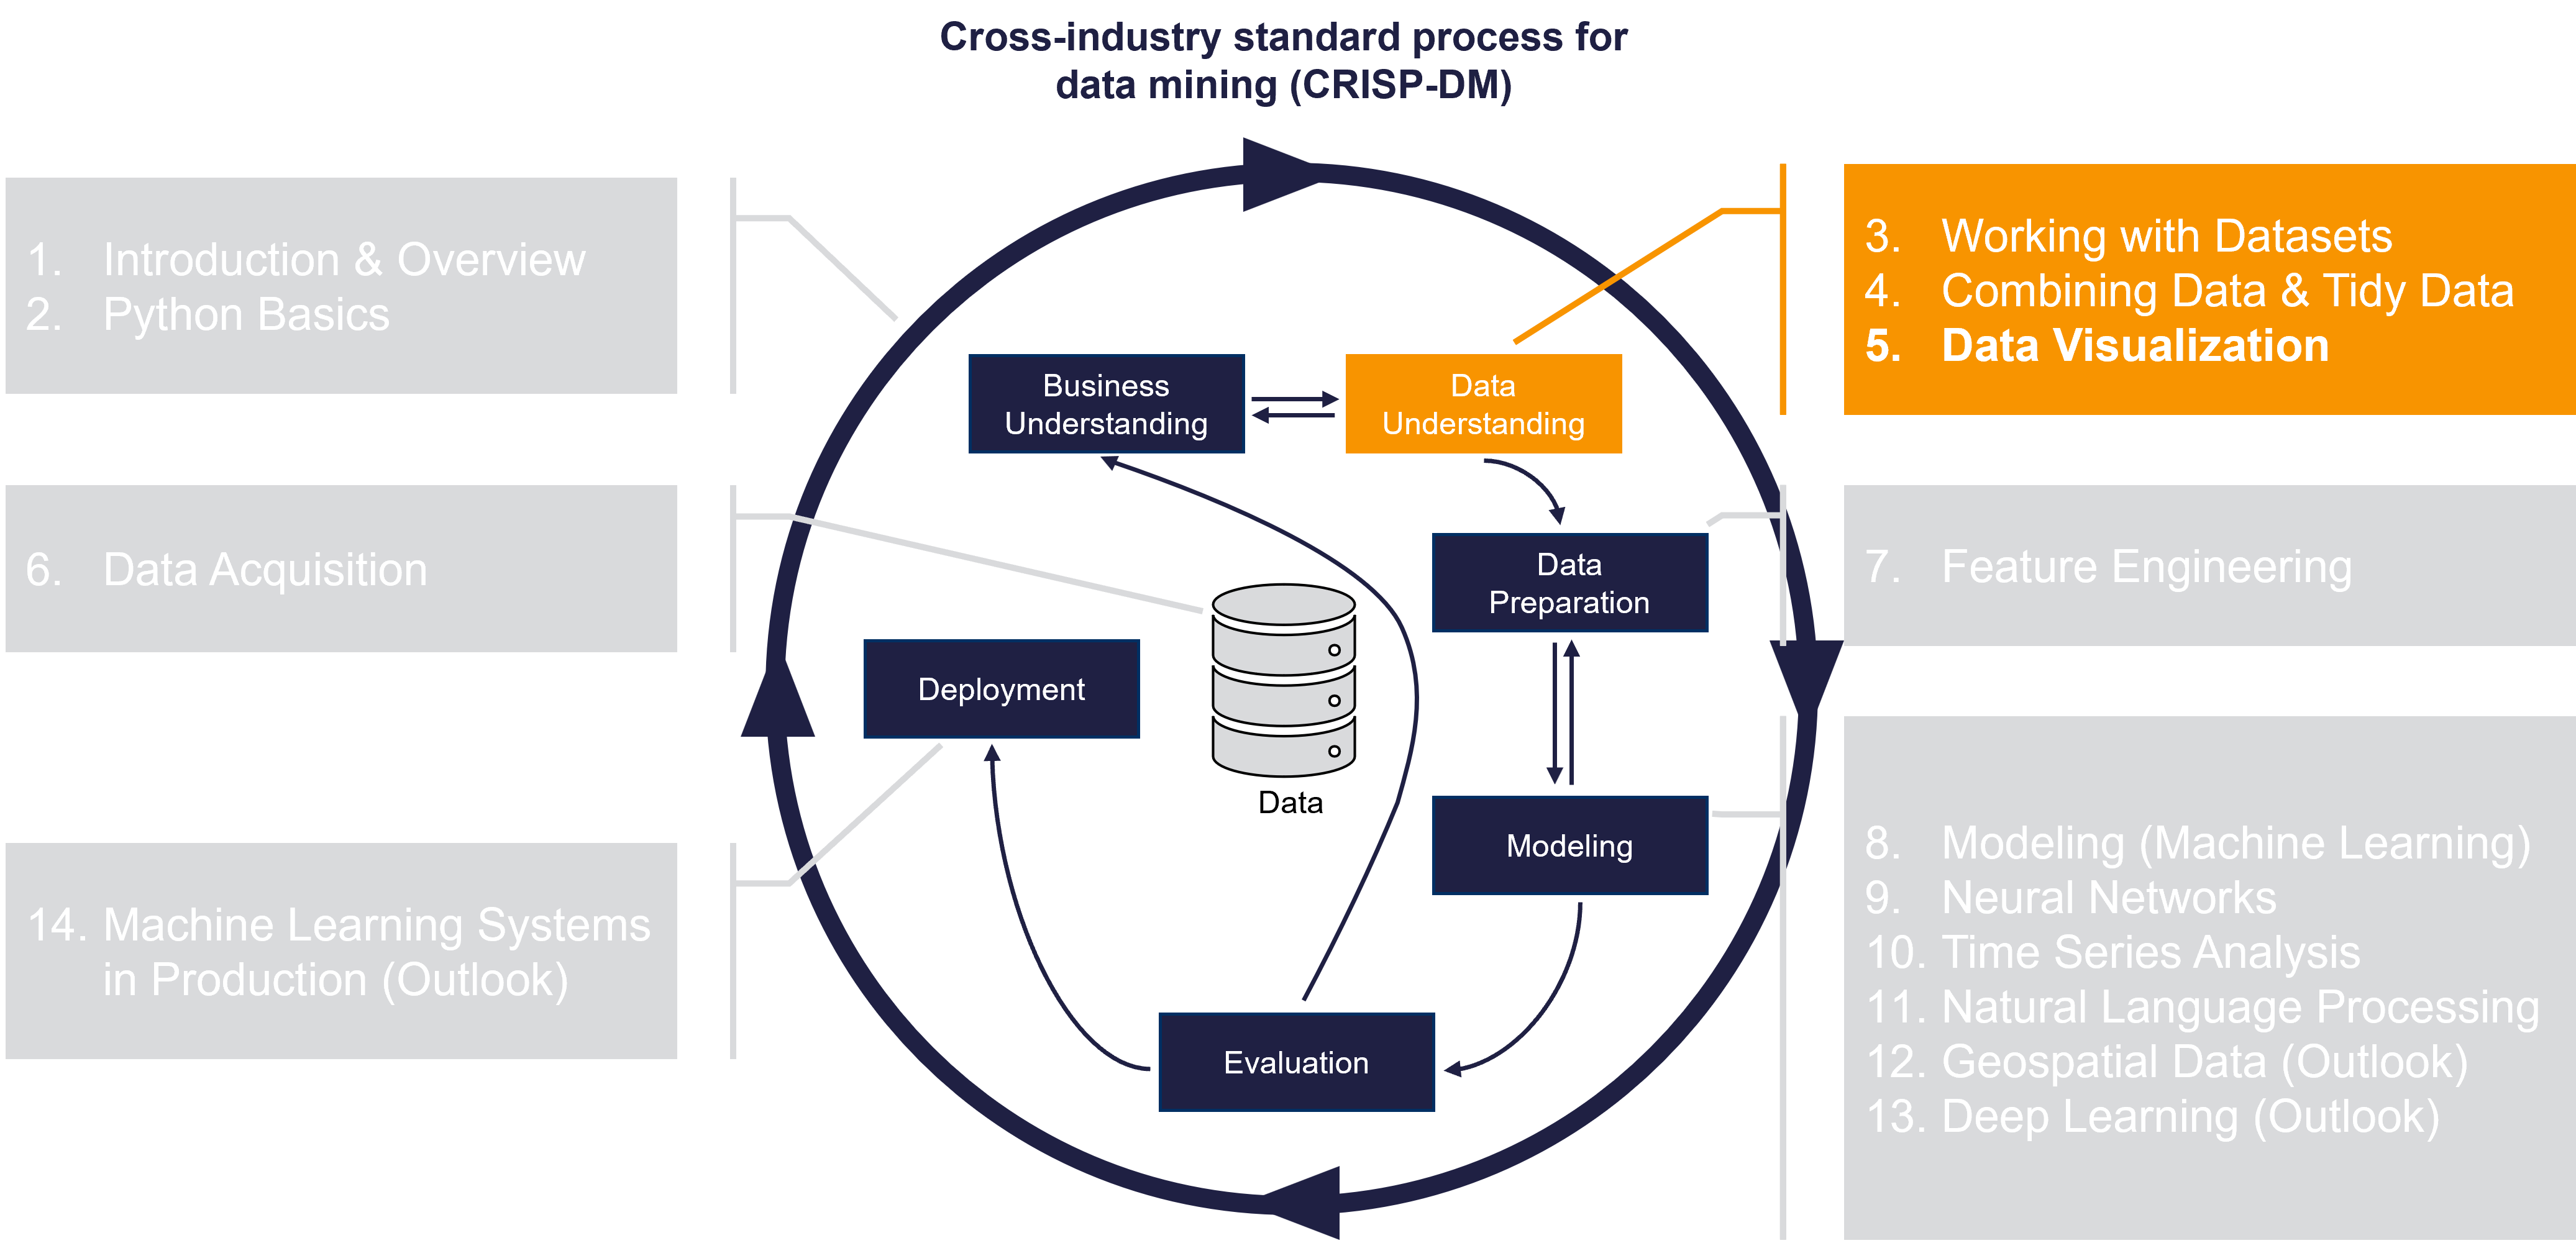 Cross-industry standard process for
data mining (CRISP-DM)
1. Introduction & Overview
2. Python Basics
3. Working with Datasets
4. Combining Data & Tidy Data
5. Data Visualization
Business
Understanding
Data
Understanding
6. Data Acquisition
7. Feature Engineering
Data
Preparation
Deployment
Data
Modeling
14. Machine Learning Systems
in Production (Outlook)
8. Modeling (Machine Learning)
9. Neural Networks
10. Time Series Analysis
11. Natural Language Processing
12. Geospatial Data (Outlook)
13. Deep Learning (Outlook)
Evaluation